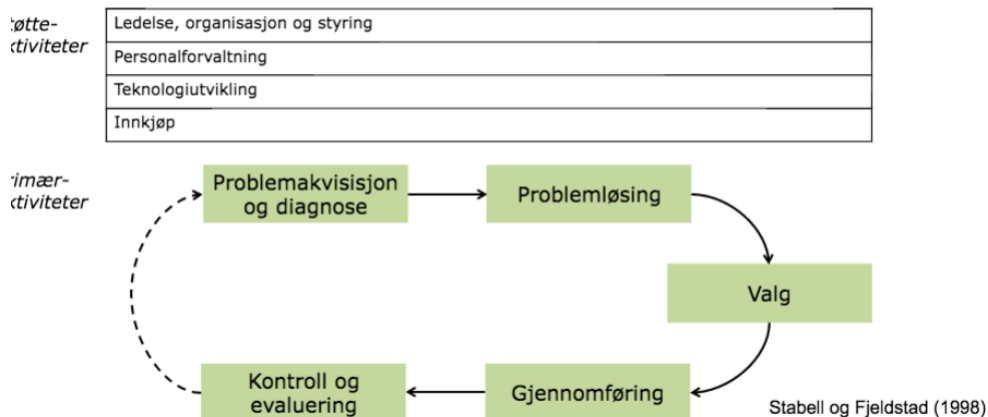 øtte-
ktiviteter
Ledelse, organisasjon og styring
Personalforvaltning
Teknologiutvikling
Innkjøp
rimær-
ktiviteter
Problemakvisisjon
og diagnose
Problemløsing
Valg
Kontroll og
evaluering
Gjennomføring
Stabell og Fjeldstad (1998)